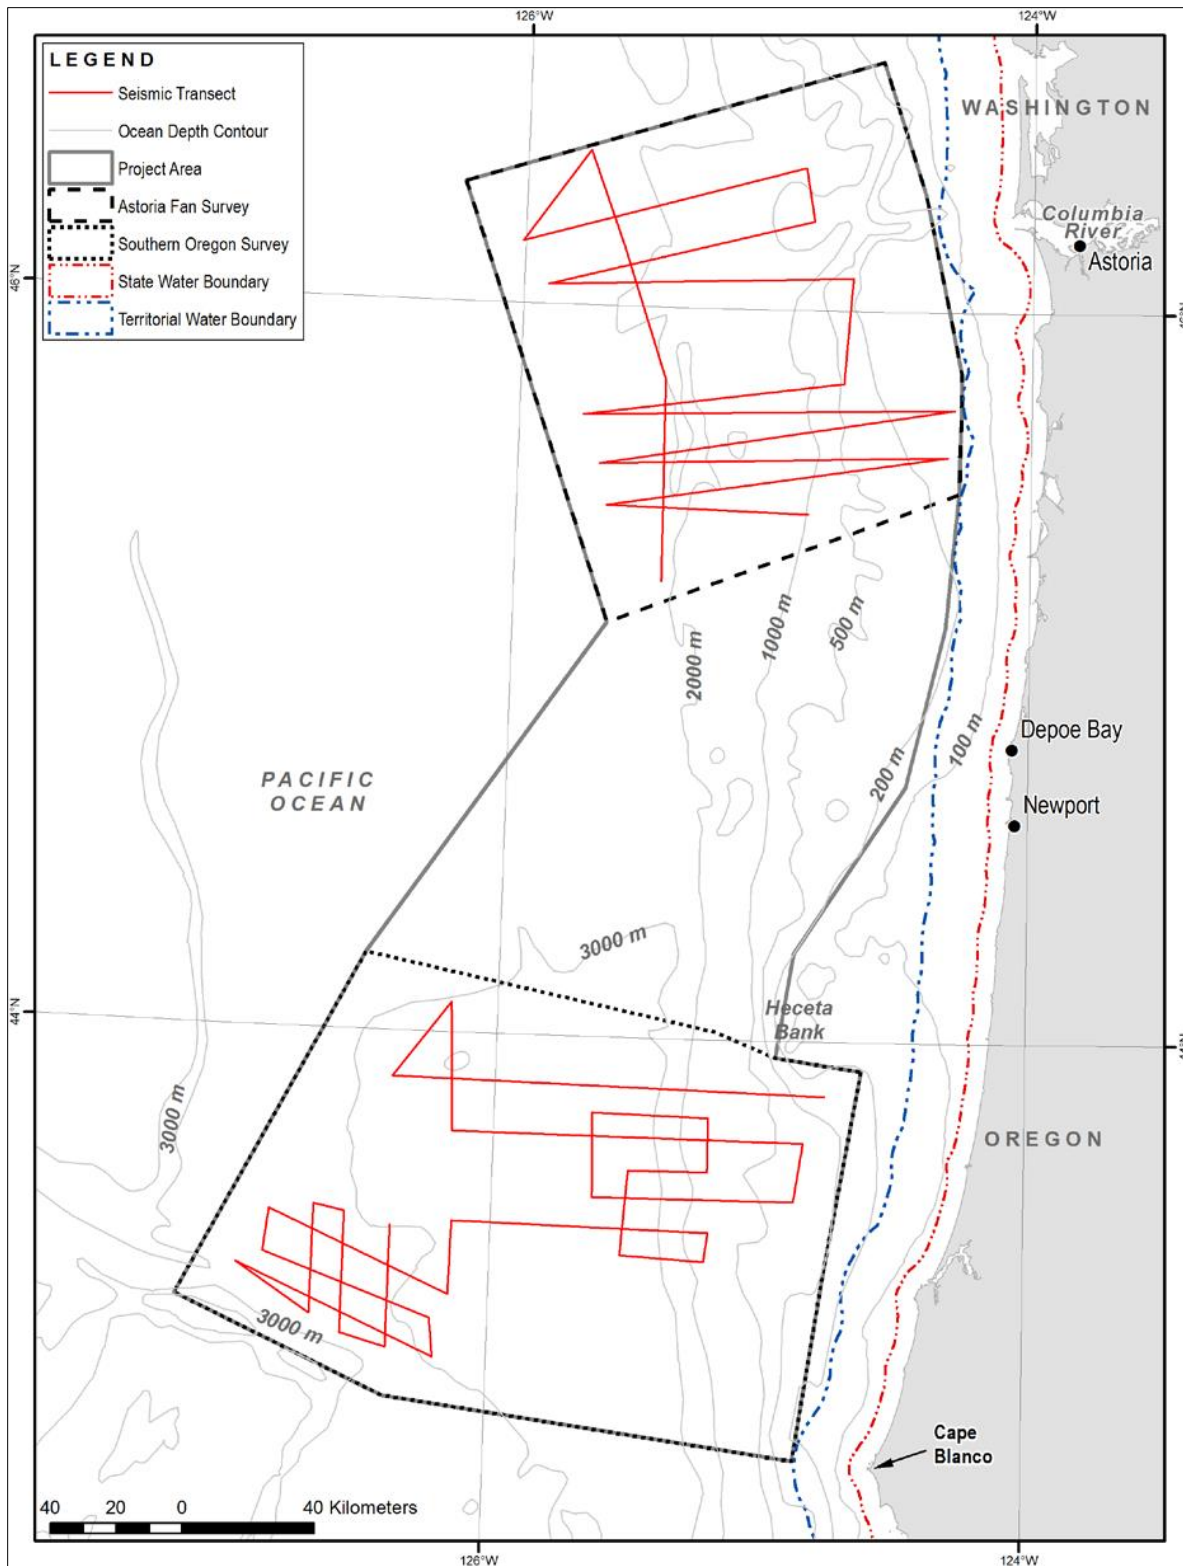 126°W
124°W
LEGEND
Seismic Transect
Ocean Depth Contour
Project Area
Astoria Fan Survey
Southern Oregon Survey
State Water Boundary
Territorial Water Boundary
WASHINGTON
Columbia
River
Astoria
46°N
46°N
1000 m
500 m
2000 m
100 m
Depoe Bay
200 m
PACIFIC
OCEAN
Newport
3000 m
44°N
Heceta
Bank
44°N
3000 m
OREGON
3000 m
Cape
Blanco
40 20 0 40 Kilometers
126°W
124°W